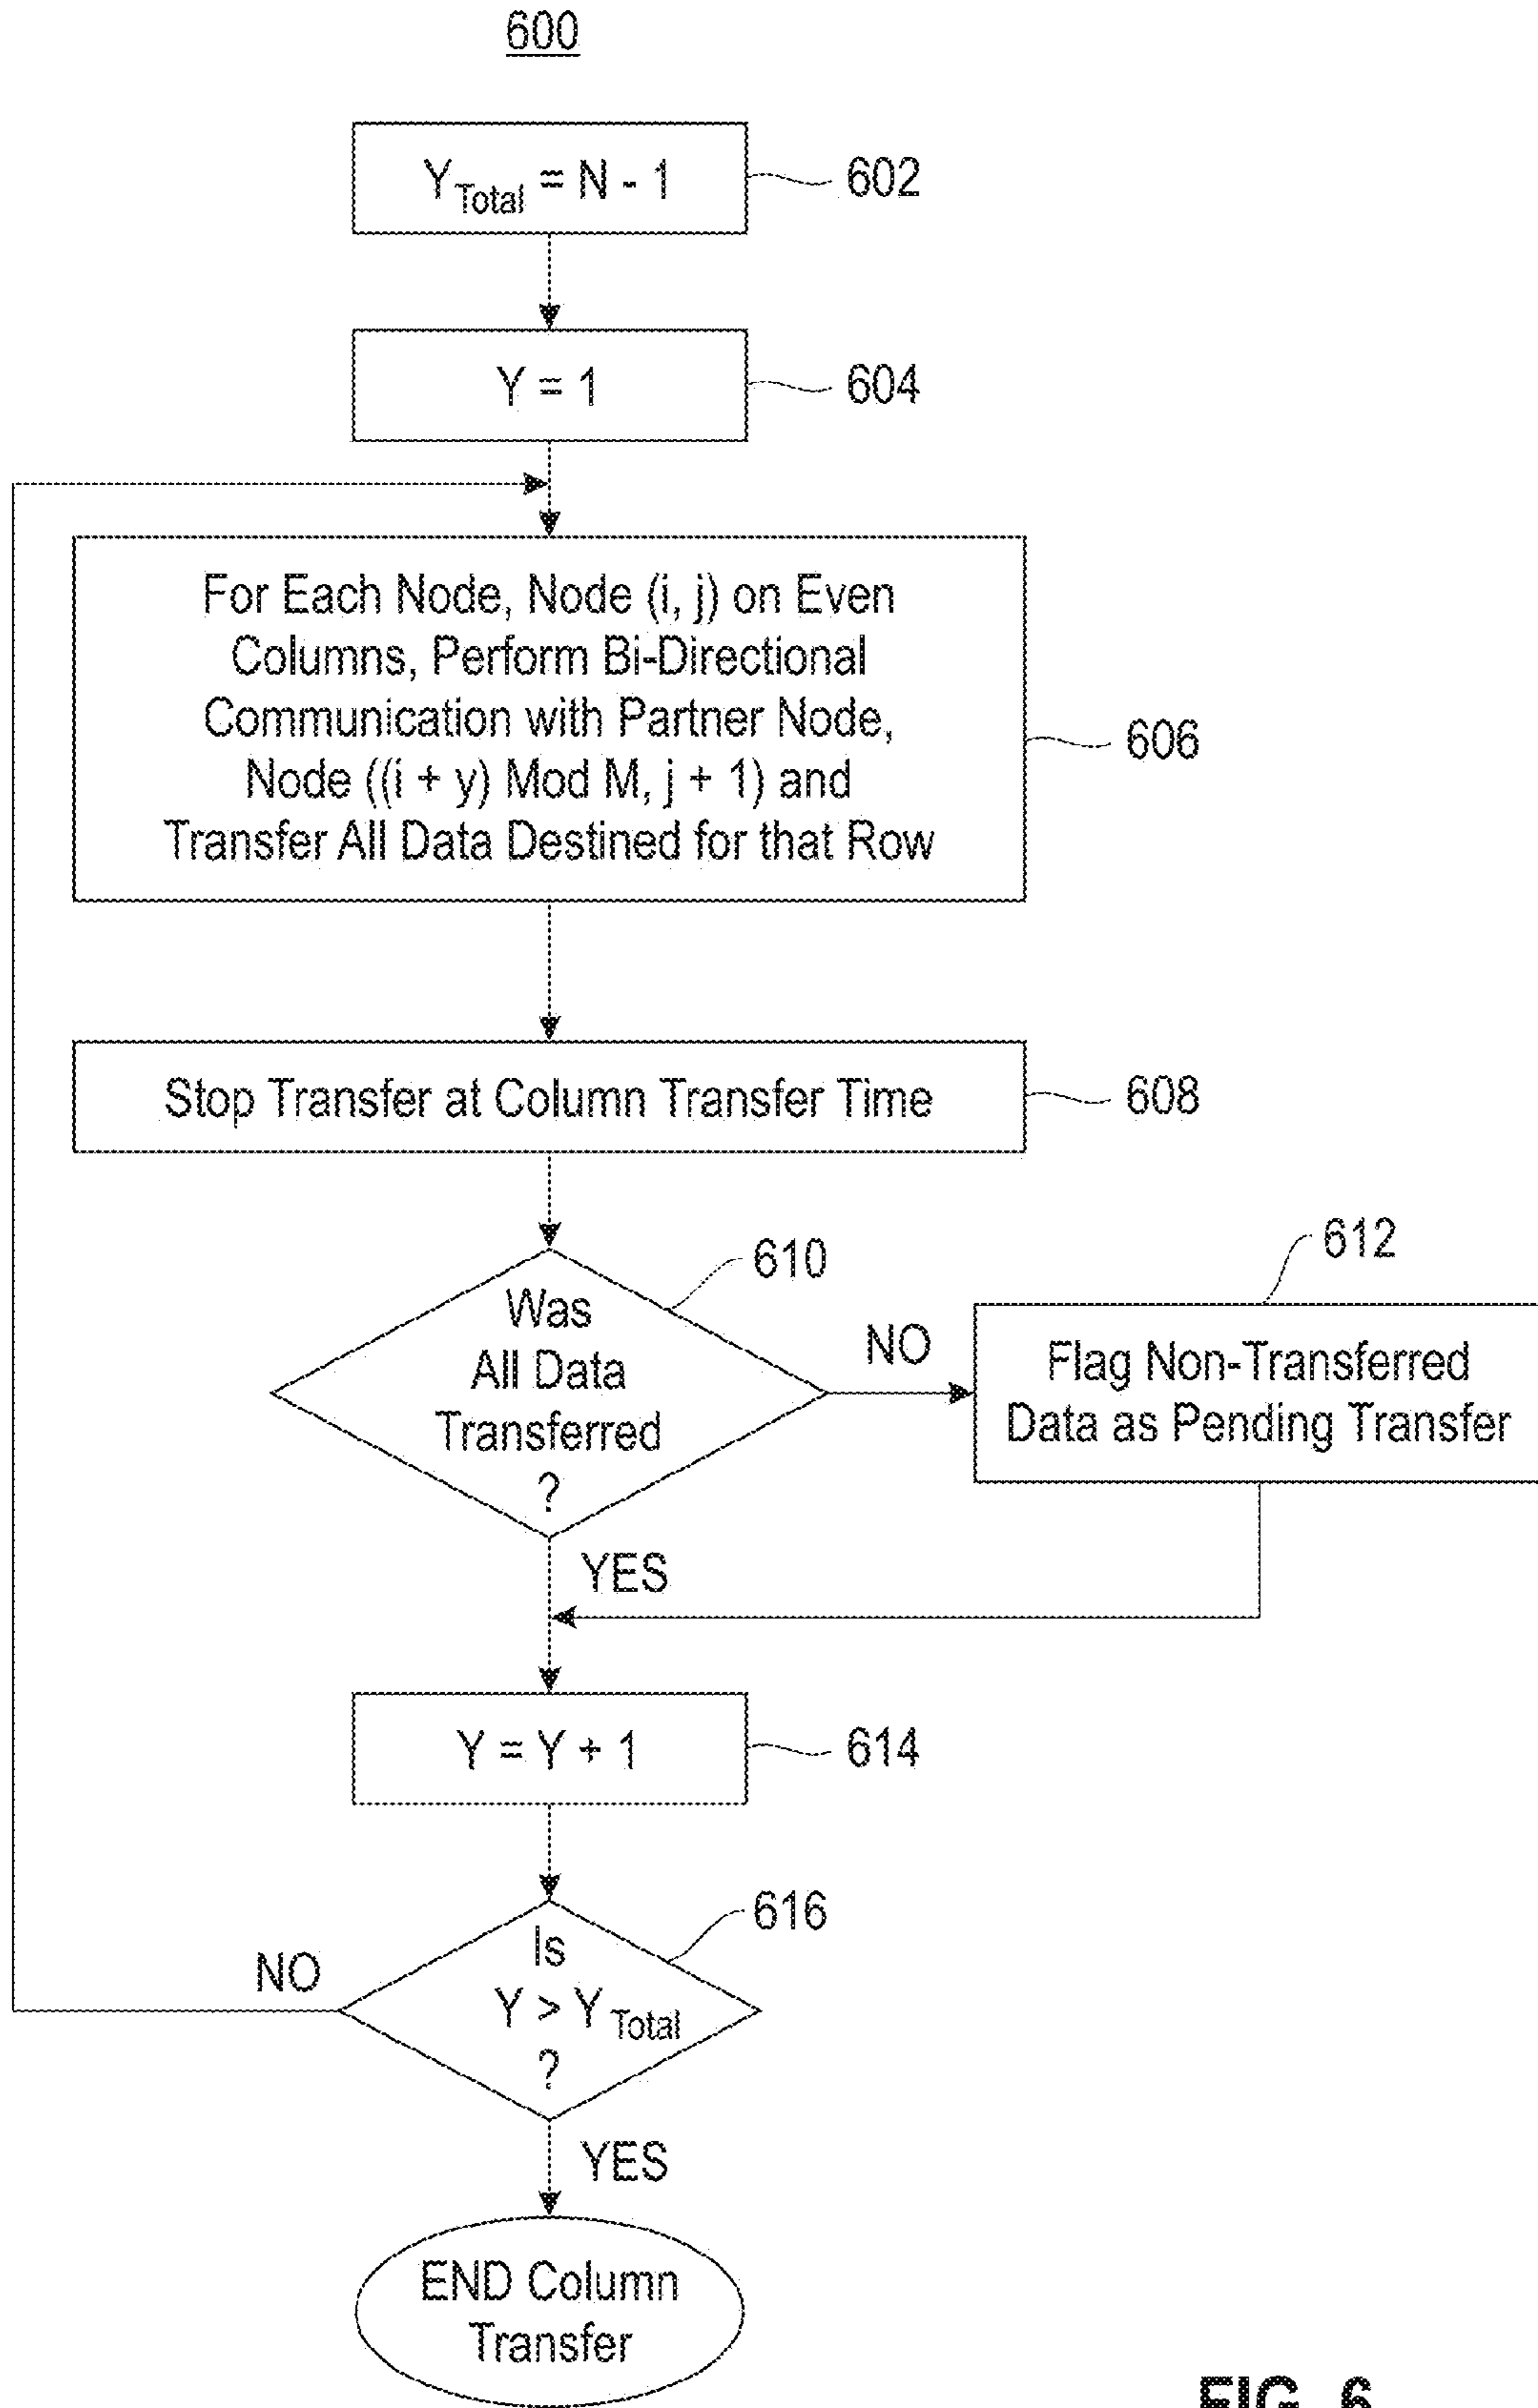 600
Y Total = N - 1
602
Y = 1
604
For Each Node, Node (i, j) on Even
Columns, Perform Bi-Directional
Communication with Partner Node,
Node ((i + y) Mod M, j + 1) and
Transfer All Data Destined for that Row
606
Stop Transfer at Column Transfer Time
608
610
Was
All Data
Transferred
?
NO
612
Flag Non-Transferred
Data as Pending Transfer
YES
Y = Y + 1
614
616
Is
Y > Y Total
?
NO
YES
END Column
Transfer
FIG. 6